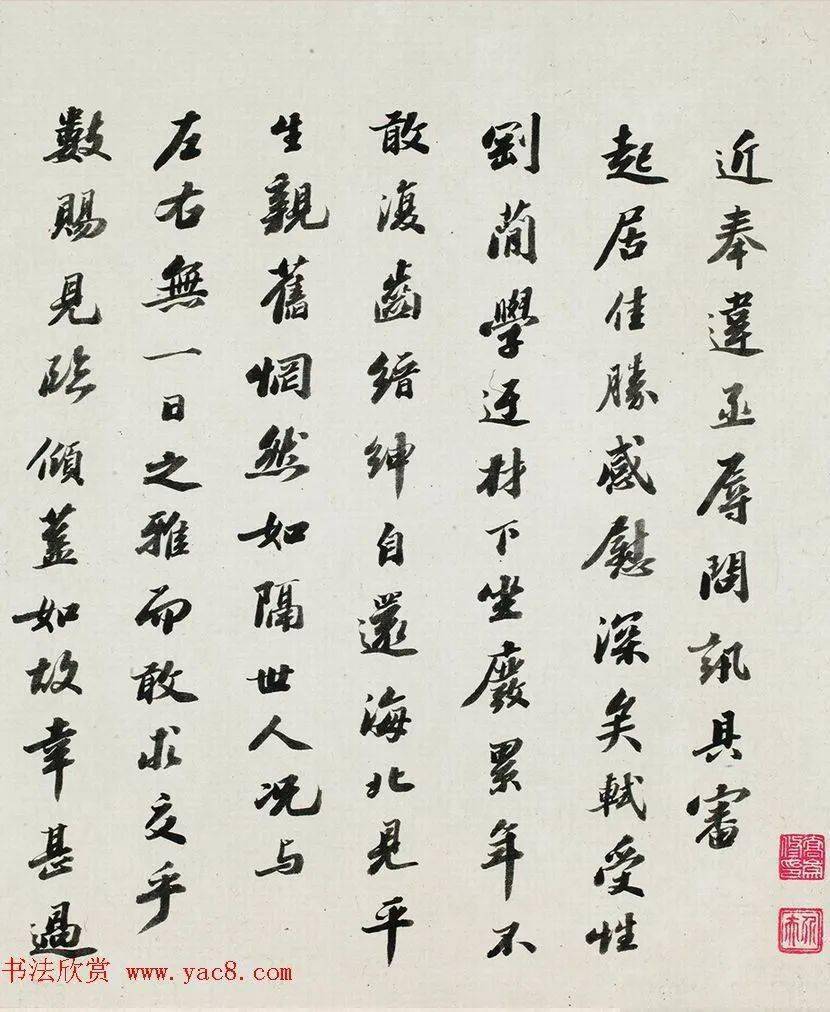 近奉違亟辱問訊具審
起居佳勝感慰深矣軾受性
剛蕳學迂材下坐廢累年不
敢復齒縉紳自還海北見平
生親舊惘然如隔世人況与
左右無一日之雅而敢求交乎
數賜見臨傾蓋如故幸甚過
书法欣赏 www.yac8.com